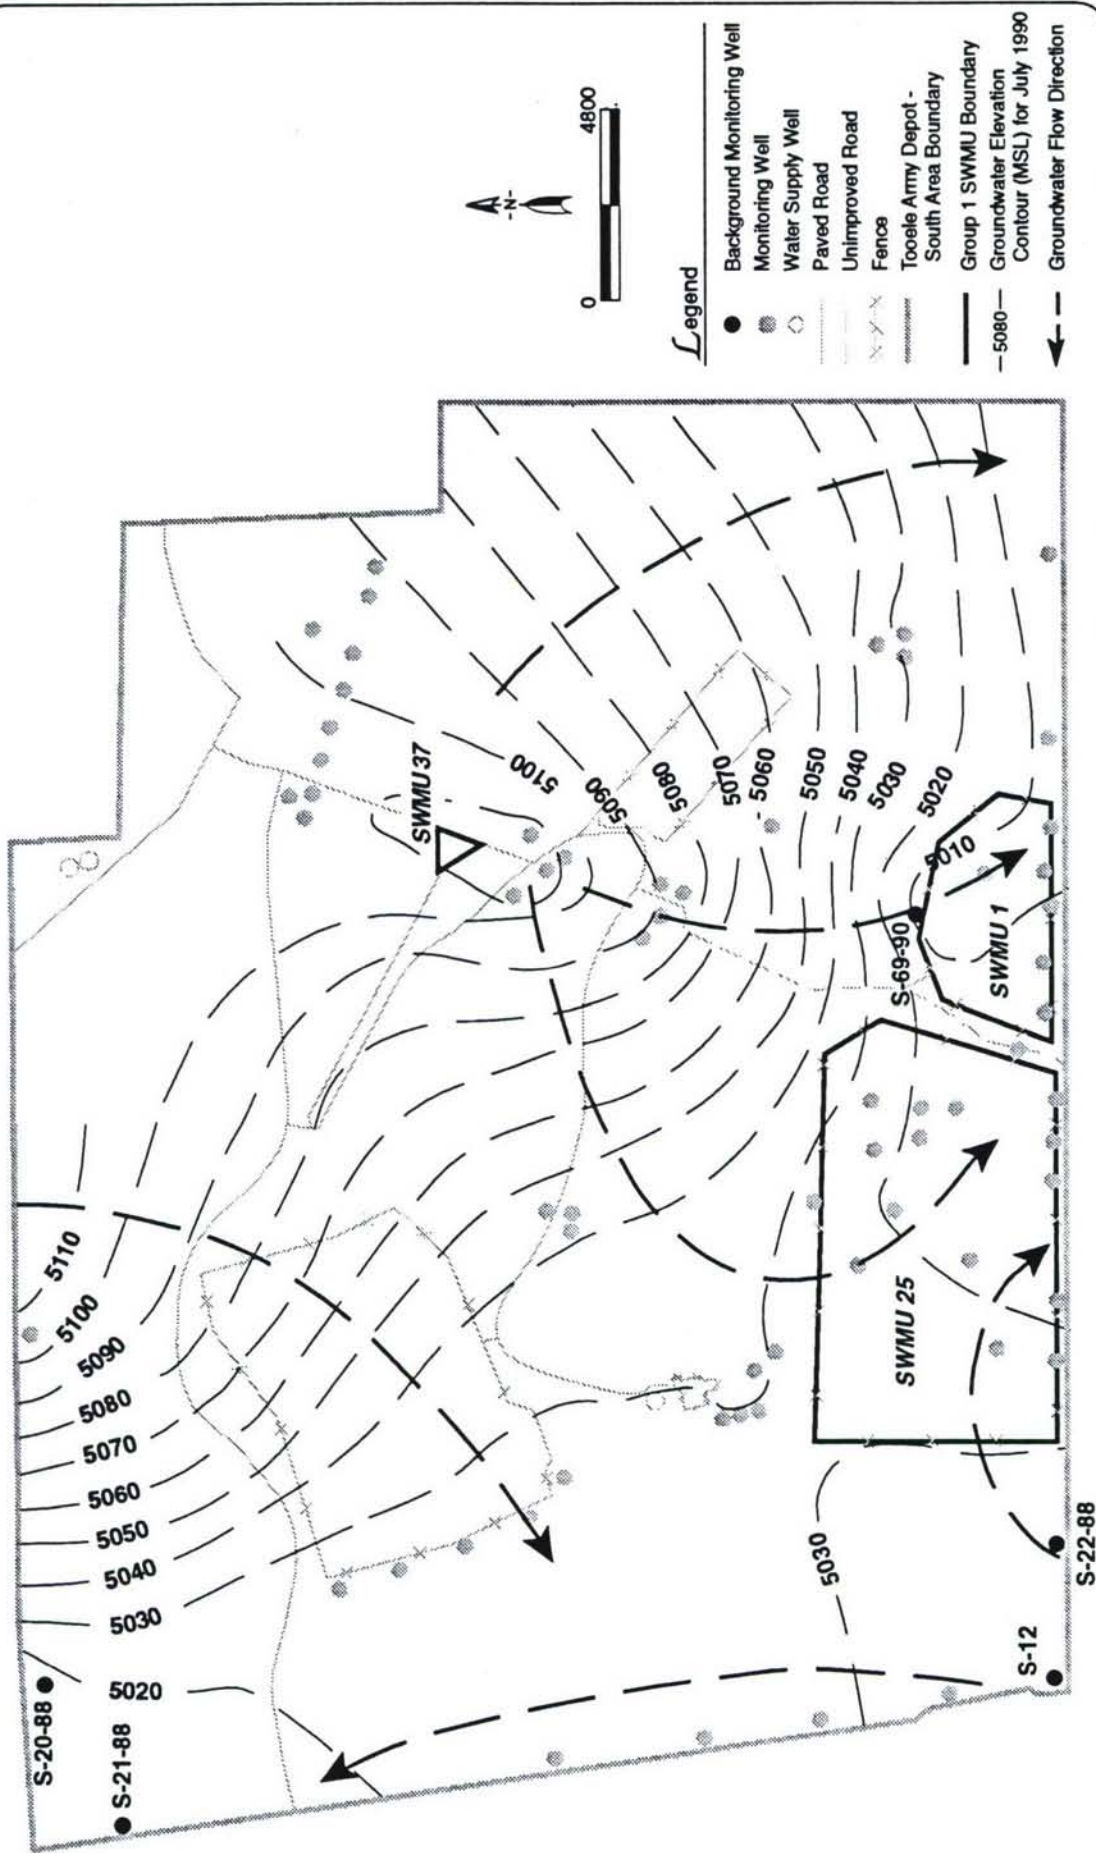 -N-
0 4800
Legend
Background Monitoring Well
Monitoring Well
Water Supply Well
Paved Road
Unimproved Road
Fence
Tooele Army Depot -
South Area Boundary
Group 1 SWMU Boundary
—5080— Groundwater Elevation
Contour (MSL) for July 1990
Groundwater Flow Direction
SWMU 37
5100
5090
5080
5070
5060
5050
5040
5030
5020
5010
S-69-90
SWMU 1
SWMU 25
5110
5100
5090
5080
5070
5060
5050
5040
5030
5020
S-20-88
S-21-88
5030
S-12
S-22-88